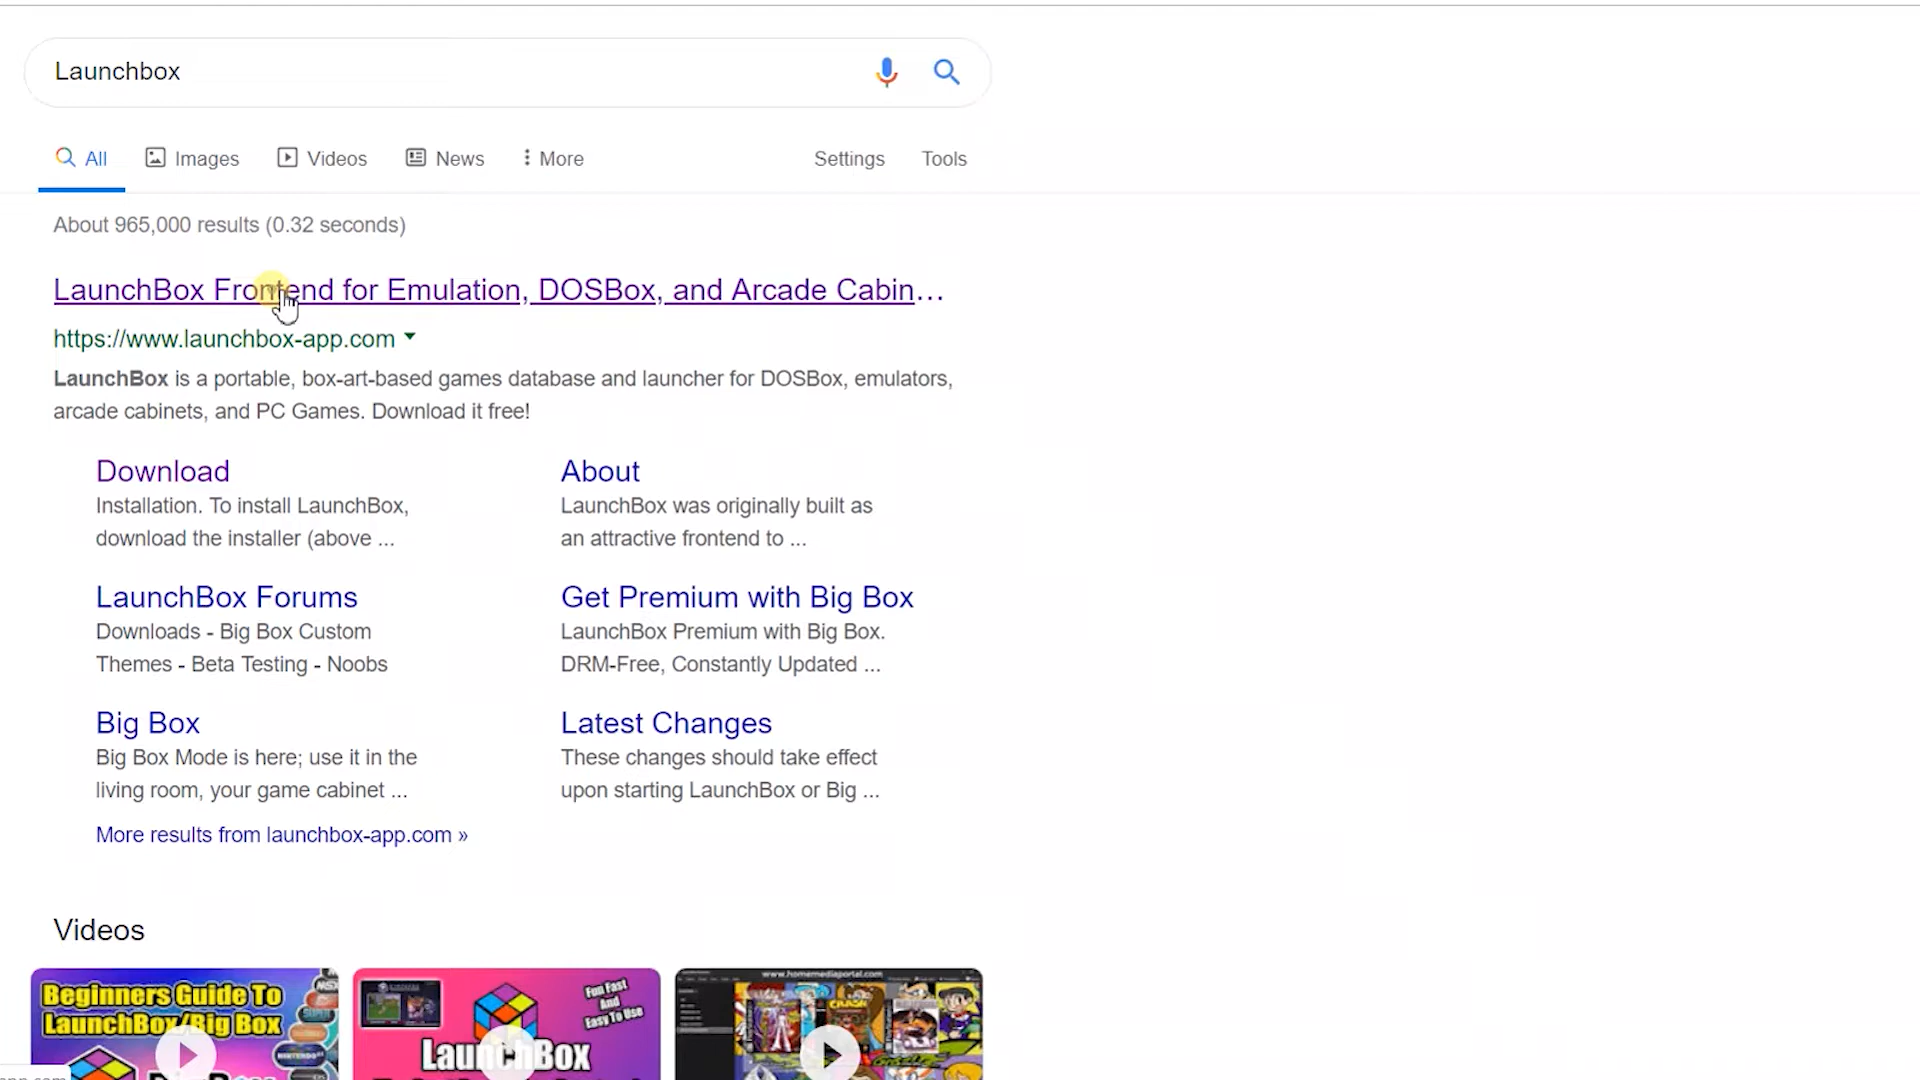 Launchbox
All Images Videos News More Settings Tools
About 965,000 results (0.32 seconds)
LaunchBox Frontend for Emulation, DOSBox, and Arcade Cabin...
https://www.launchbox-app.com
LaunchBox is a portable, box-art-based games database and launcher for DOSBox, emulators,
arcade cabinets, and PC Games. Download it free!
Download
Installation. To install LaunchBox,
download the installer (above ...
About
LaunchBox was originally built as
an attractive frontend to ...
LaunchBox Forums
Downloads - Big Box Custom
Themes - Beta Testing - Noobs
Get Premium with Big Box
LaunchBox Premium with Big Box.
DRM-Free, Constantly Updated ...
Big Box
Big Box Mode is here; use it in the
living room, your game cabinet ...
Latest Changes
These changes should take effect
upon starting LaunchBox or Big ...
More results from launchbox-app.com »
Videos
Beginners Guide To
LaunchBox/Big Box
MSX
Fun Fast
And
Easy To Use
LaunchBox
www.homemediaportal.com